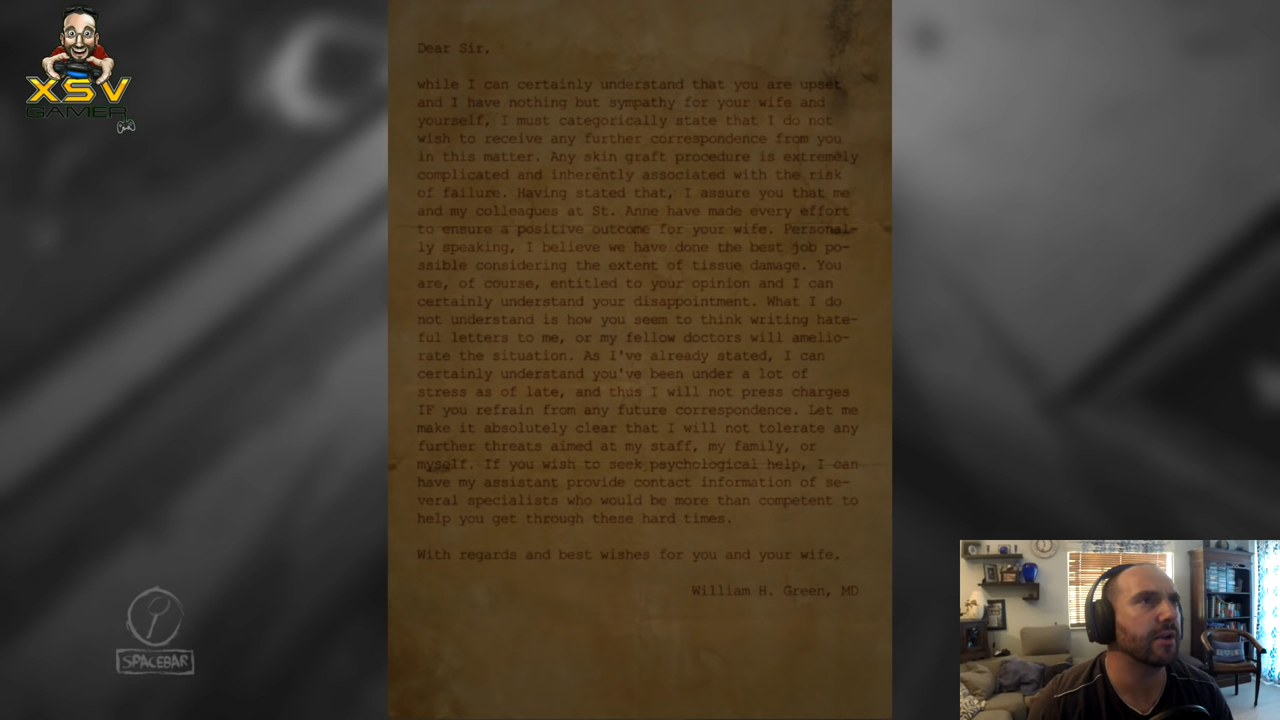 XSV
GAMER
Dear Sir,
while I can certainly understand that you are upset
and I have nothing but sympathy for your wife and
yourself, I must categorically state that I do not
wish to receive any further correspondence from you
in this matter. Any skin graft procedure is extremely
complicated and inherently associated with the risk
of failure. Having stated that, I assure you that me
and my colleagues at St. Anne have made every effort
to ensure a positive outcome for your wife. Personal-
ly speaking, I believe we have done the best job po-
ssible considering the extent of tissue damage. You
are, of course, entitled to your opinion and I can
certainly understand your disappointment. What I do
not understand is how you seem to think writing hate-
ful letters to me, or my fellow doctors will amelio-
rate the situation. As I've already stated, I can
certainly understand you've been under a lot of
stress as of late, and thus I will not press charges
IF you refrain from any future correspondence. Let me
make it absolutely clear that I will not tolerate any
further threats aimed at my staff, my family, or
myself. If you wish to seek psychological help, I can
have my assistant provide contact information of se-
veral specialists who would be more than competent to
help you get through these hard times.
With regards and best wishes for you and your wife,
William H. Green, MD
SPACEBAR